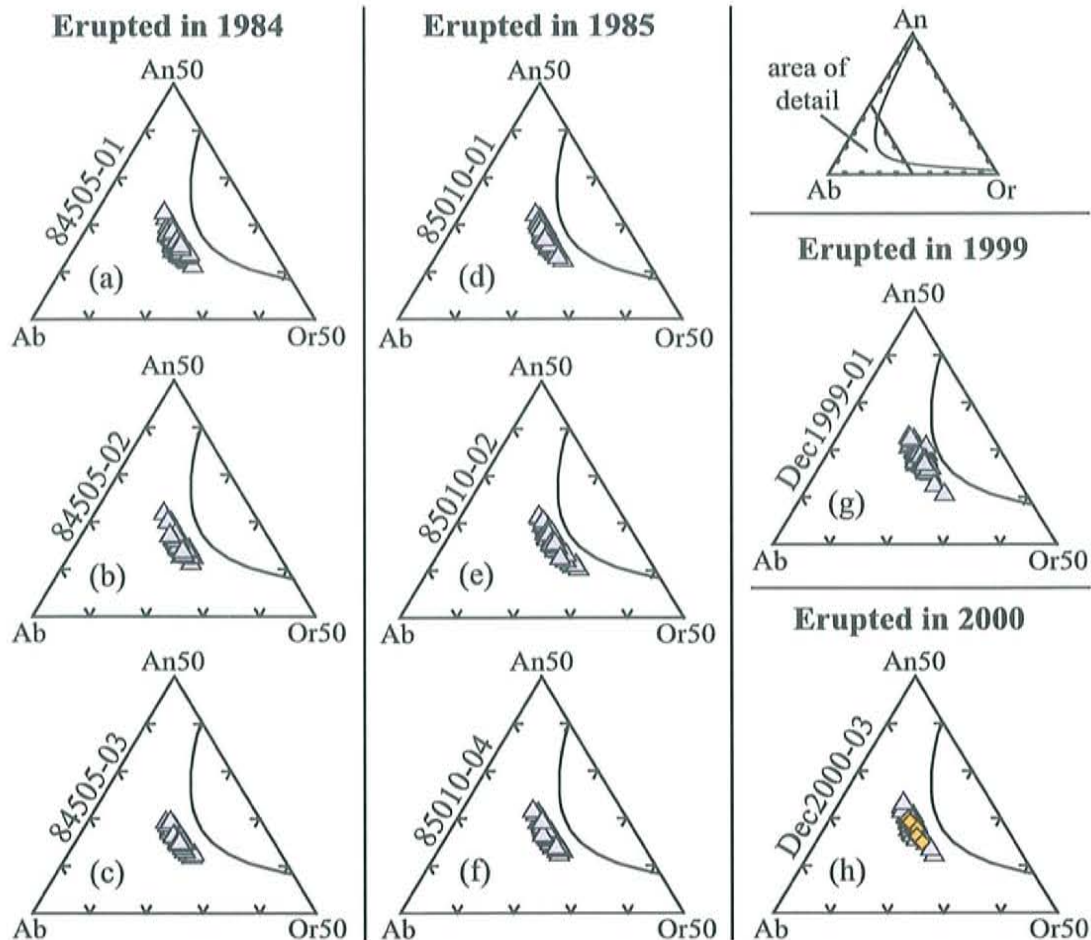 Erupted in 1984
An50
84505-01
(a)
Ab
Or50
An50
84505-02
(b)
Ab
Or50
An50
84505-03
(c)
Ab
Or50
Erupted in 1985
An50
85010-01
(d)
Ab
Or50
An50
85010-02
(e)
Ab
Or50
An50
85010-04
(f)
Ab
Or50
An
area of
detail
Ab
Or
Erupted in 1999
An50
Dec1999-01
(g)
Ab
Or50
Erupted in 2000
An50
Dec2000-03
(h)
Ab
Or50